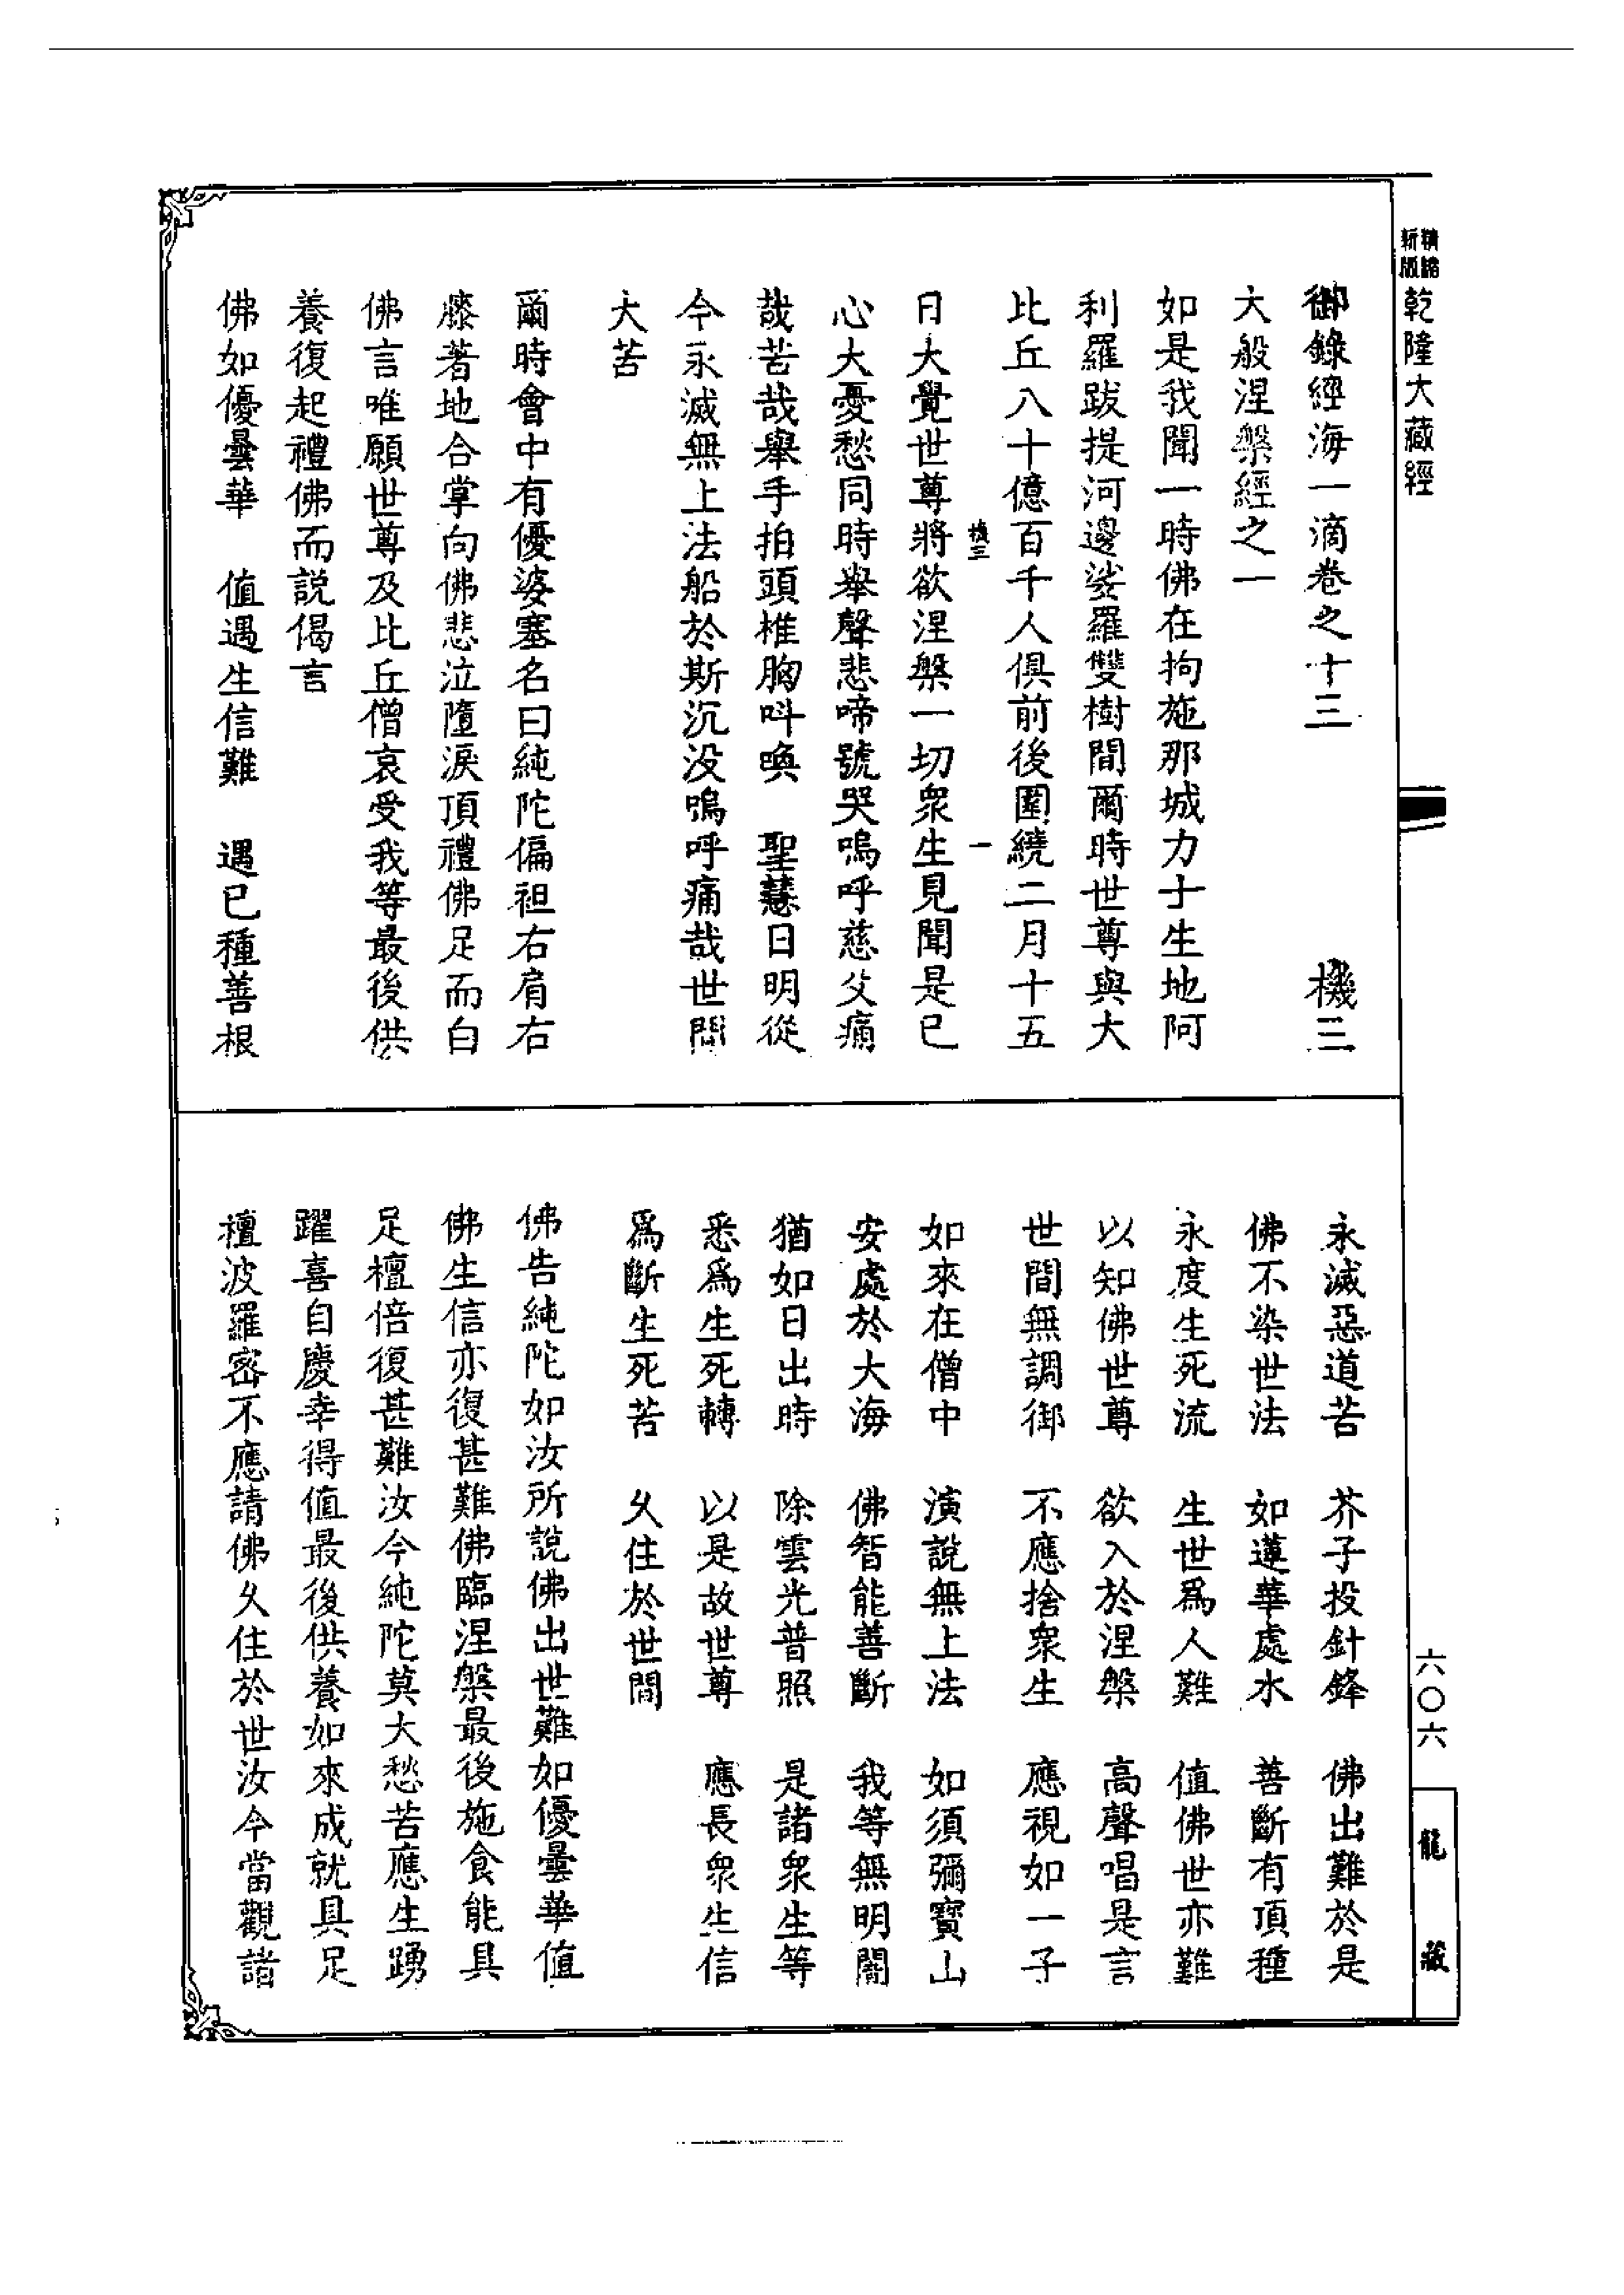 新版精譯
乾隆大藏經
御錄經海一滴卷之十三 機三
大般涅槃經之一
如是我聞一時佛在拘施那城力士生地阿
利羅跋提河邊娑羅雙樹間爾時世尊與大
比丘八十億百千人俱前後圍繞二月十五
機三 一
日大覺世尊將欲涅槃一切眾生見聞是已
心大憂愁同時舉聲悲啼號哭嗚呼慈父痛
哉苦哉舉手拍頭椎胸叫喚 聖慧日明從
今永滅無上法船於斯沉没嗚呼痛哉世間
大苦
爾時會中有優婆塞名曰純陀偏袒右肩右
膝著地合掌向佛悲泣墮淚頂禮佛足而白
佛言唯願世尊及比丘僧哀受我等最後供
養復起禮佛而說偈言
佛如優曇華 值遇生信難 遇已種善根
永滅惡道苦 芥子投針鋒 佛出難於是
佛不染世法 如蓮華處水 善斷有頂種
永度生死流 生世爲人難 值佛世亦難
以知佛世尊 欲入於涅槃 高聲唱是言
世間無調御 不應捨眾生 應視如一子
如來在僧中 演說無上法 如須彌寶山
安處於大海 佛智能善斷 我等無明闇
猶如日出時 除雲光普照 是諸眾生等
悉爲生死轉 以是故世尊 應長眾生信
爲斷生死苦 久住於世間
佛告純陀如汝所說佛出世難如優曇華值
佛生信亦復甚難佛臨涅槃最後施食能具
足檀倍復甚難汝今純陀莫大愁苦應生踴
躍喜自慶幸得值最後供養如來成就具足
檀波羅密不應請佛久住於世汝今當觀諸
六〇六
龍藏